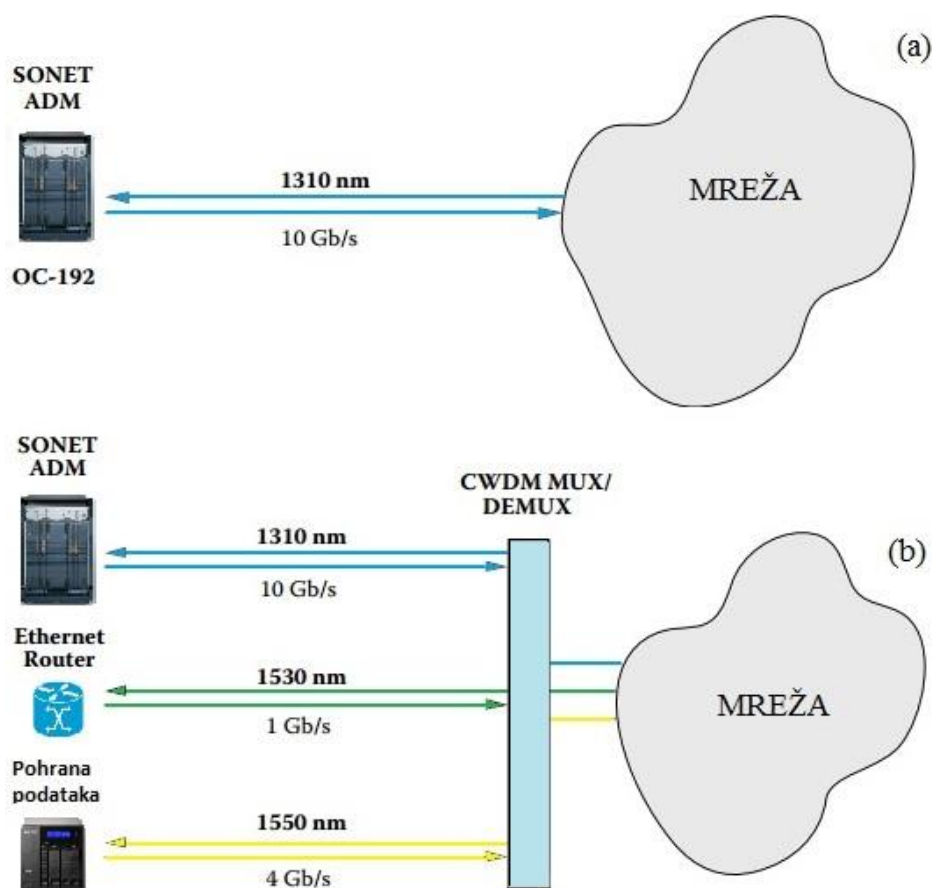 (a)
SONET
ADM
1310 nm
MREŽA
10 Gb/s
OC-192
SONET
ADM
CWDM MUX/
DEMUX
1310 nm
(b)
10 Gb/s
Ethernet
Router
1530 nm
MREŽA
1 Gb/s
Pohrana
podataka
1550 nm
4 Gb/s